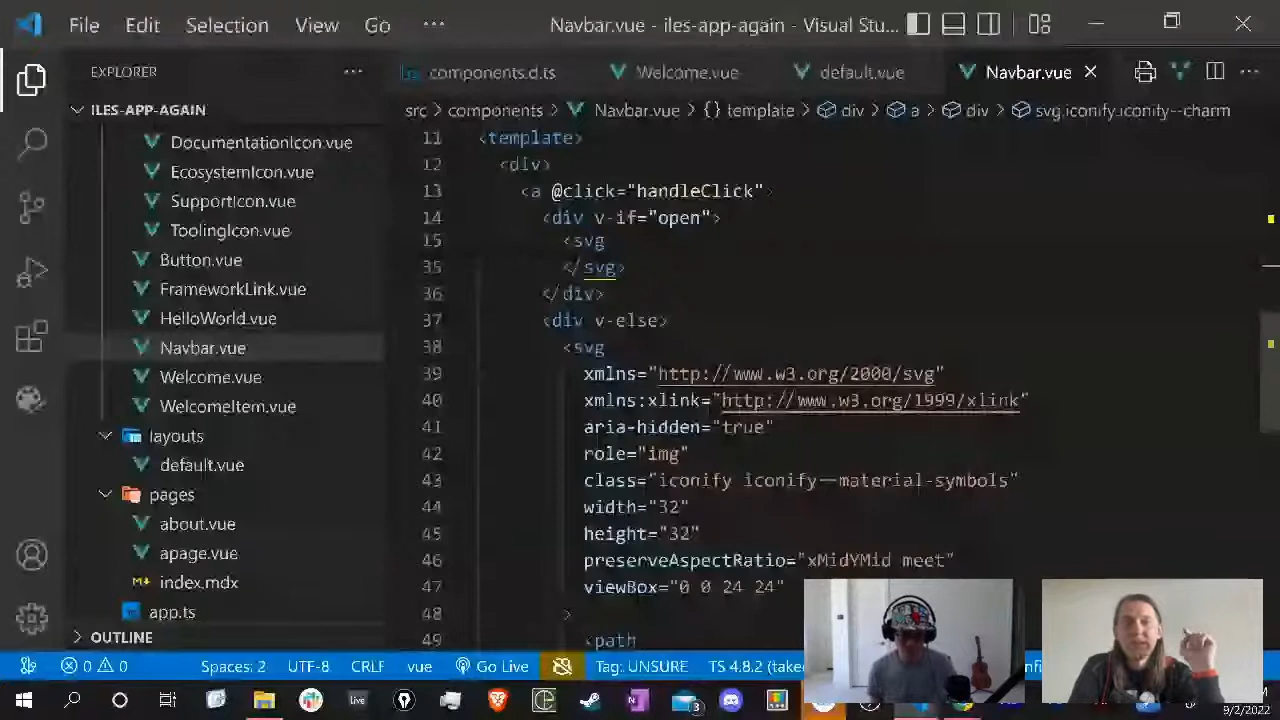 File Edit Selection View Go ··· Navbar.vue - iles-app-again - Visual Stu...
EXPLORER ···
components.d.ts Welcome.vue default.vue Navbar.vue
ILES-APP-AGAIN
src > components > Navbar.vue > {} template > div > a > div > svg.iconify.iconify--charm
DocumentationIcon.vue
EcosystemIcon.vue
SupportIcon.vue
ToolingIcon.vue
Button.vue
FrameworkLink.vue
HelloWorld.vue
Navbar.vue
Welcome.vue
WelcomeItem.vue
layouts
default.vue
pages
about.vue
apage.vue
index.mdx
app.ts
OUTLINE
11 <template>
12 <div>
13 <a @click="handleClick">
14 <div v-if="open">
15 <svg
35 </svg>
36 </div>
37 <div v-else>
38 <svg
39 xmlns="http://www.w3.org/2000/svg"
40 xmlns:xlink="http://www.w3.org/1999/xlink"
41 aria-hidden="true"
42 role="img"
43 class="iconify iconify--material-symbols"
44 width="32"
45 height="32"
46 preserveAspectRatio="xMidYMid meet"
47 viewBox="0 0 24 24"
48 >
49 <path
0 0 Spaces: 2 UTF-8 CRLF vue Go Live Tag: UNSURE TS 4.8.2 (take
Live 3
9/2/2022